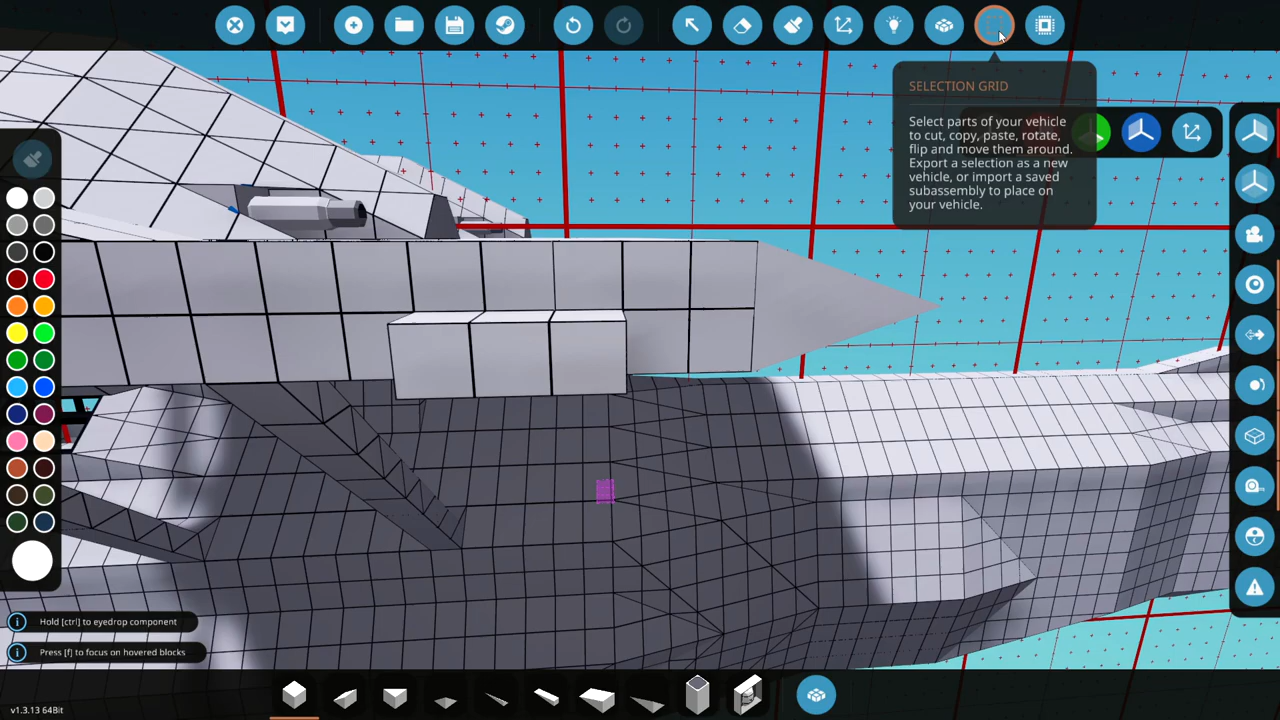 SELECTION GRID
Select parts of your vehicle
to cut, copy, paste, rotate,
flip and move them around.
Export a selection as a new
vehicle, or import a saved
subassembly to place on
your vehicle.
Hold [ctrl] to eyedrop component
Press [f] to focus on hovered blocks
v1.3.13 64Bit